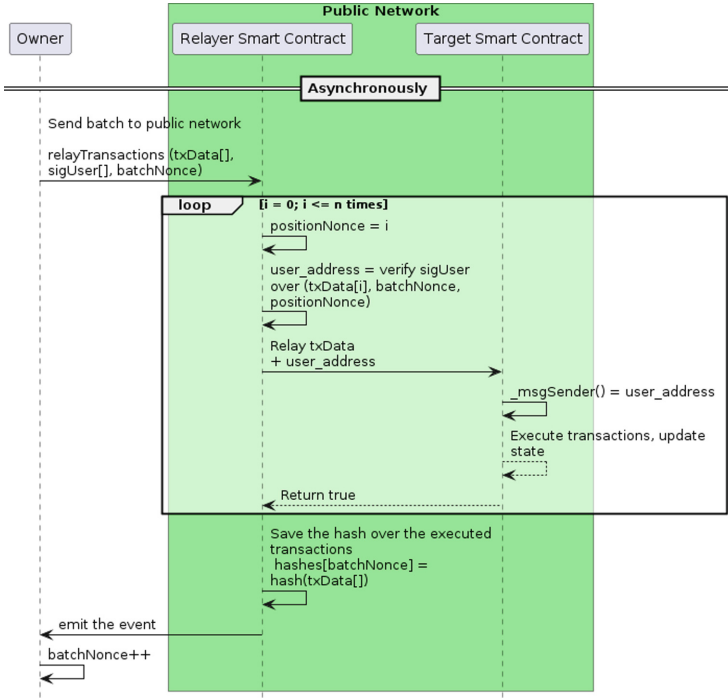 Public Network
Owner
Relayer Smart Contract
Target Smart Contract
Asynchronously
Send batch to public network
relayTransactions (txData[],
sigUser[], batchNonce)
loop
[i = 0; i <= n times]
positionNonce = i
user_address = verify sigUser
over (txData[i], batchNonce,
positionNonce)
Relay txData
+ user_address
_msgSender() = user_address
Execute transactions, update
state
Return true
Save the hash over the executed
transactions
hashes[batchNonce] =
hash(txData[])
emit the event
batchNonce++